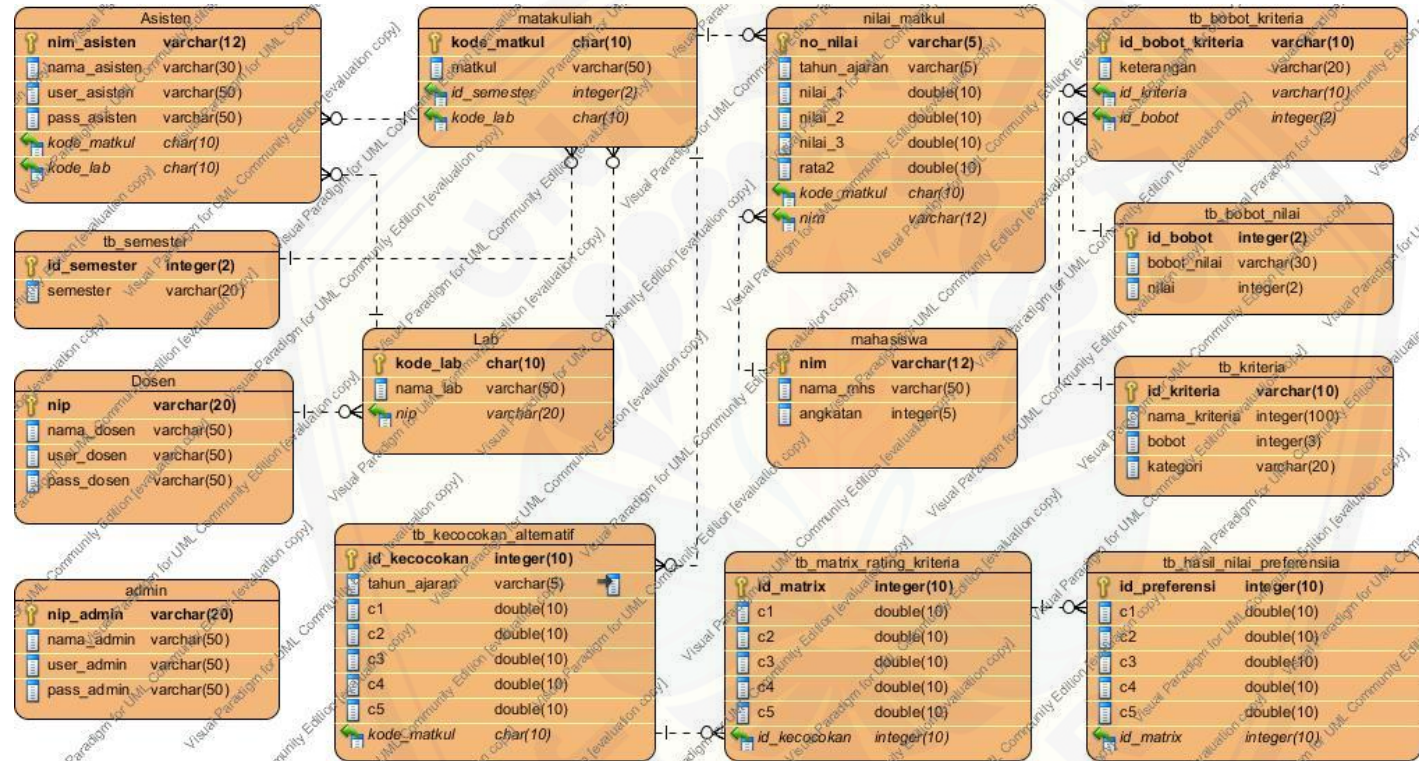 Asisten
nim_asisten varchar(12)
nama_asisten varchar(30)
user_asisten varchar(50)
pass_asisten varchar(50)
kode_matkul char(10)
kode_lab char(10)
matakuliah
kode_matkul char(10)
matkul varchar(50)
id_semester integer(2)
kode_lab char(10)
nilai_matkul
no_nilai varchar(5)
tahun_ajaran varchar(5)
nilai_1 double(10)
nilai_2 double(10)
nilai_3 double(10)
rata2 double(10)
kode_matkul char(10)
nim varchar(12)
tb_bobot_kriteria
id_bobot_kriteria varchar(10)
keterangan varchar(20)
id_kriteria varchar(10)
id_bobot integer(2)
tb_semester
id_semester integer(2)
semester varchar(20)
tb_bobot_nilai
id_bobot integer(2)
bobot_nilai varchar(30)
nilai integer(2)
Lab
kode_lab char(10)
nama_lab varchar(50)
nip varchar(20)
mahasiswa
nim varchar(12)
nama_mhs varchar(50)
angkatan integer(5)
Dosen
nip varchar(20)
nama_dosen varchar(50)
user_dosen varchar(50)
pass_dosen varchar(50)
tb_kriteria
id_kriteria varchar(10)
nama_kriteria integer(100)
bobot integer(3)
kategori varchar(20)
admin
nip_admin varchar(20)
nama_admin varchar(50)
user_admin varchar(50)
pass_admin varchar(50)
tb_kecocokan_alternatif
id_kecocokan integer(10)
tahun_ajaran varchar(5)
c1 double(10)
c2 double(10)
c3 double(10)
c4 double(10)
c5 double(10)
kode_matkul char(10)
tb_matrix_rating_kriteria
id_matrix integer(10)
c1 double(10)
c2 double(10)
c3 double(10)
c4 double(10)
c5 double(10)
id_kecocokan integer(10)
tb_hasil_nilai_preferensiia
id_preferensi integer(10)
c1 double(10)
c2 double(10)
c3 double(10)
c4 double(10)
c5 double(10)
id_matrix integer(10)
Visual Paradigm for UML Community Edition [evaluation copy]